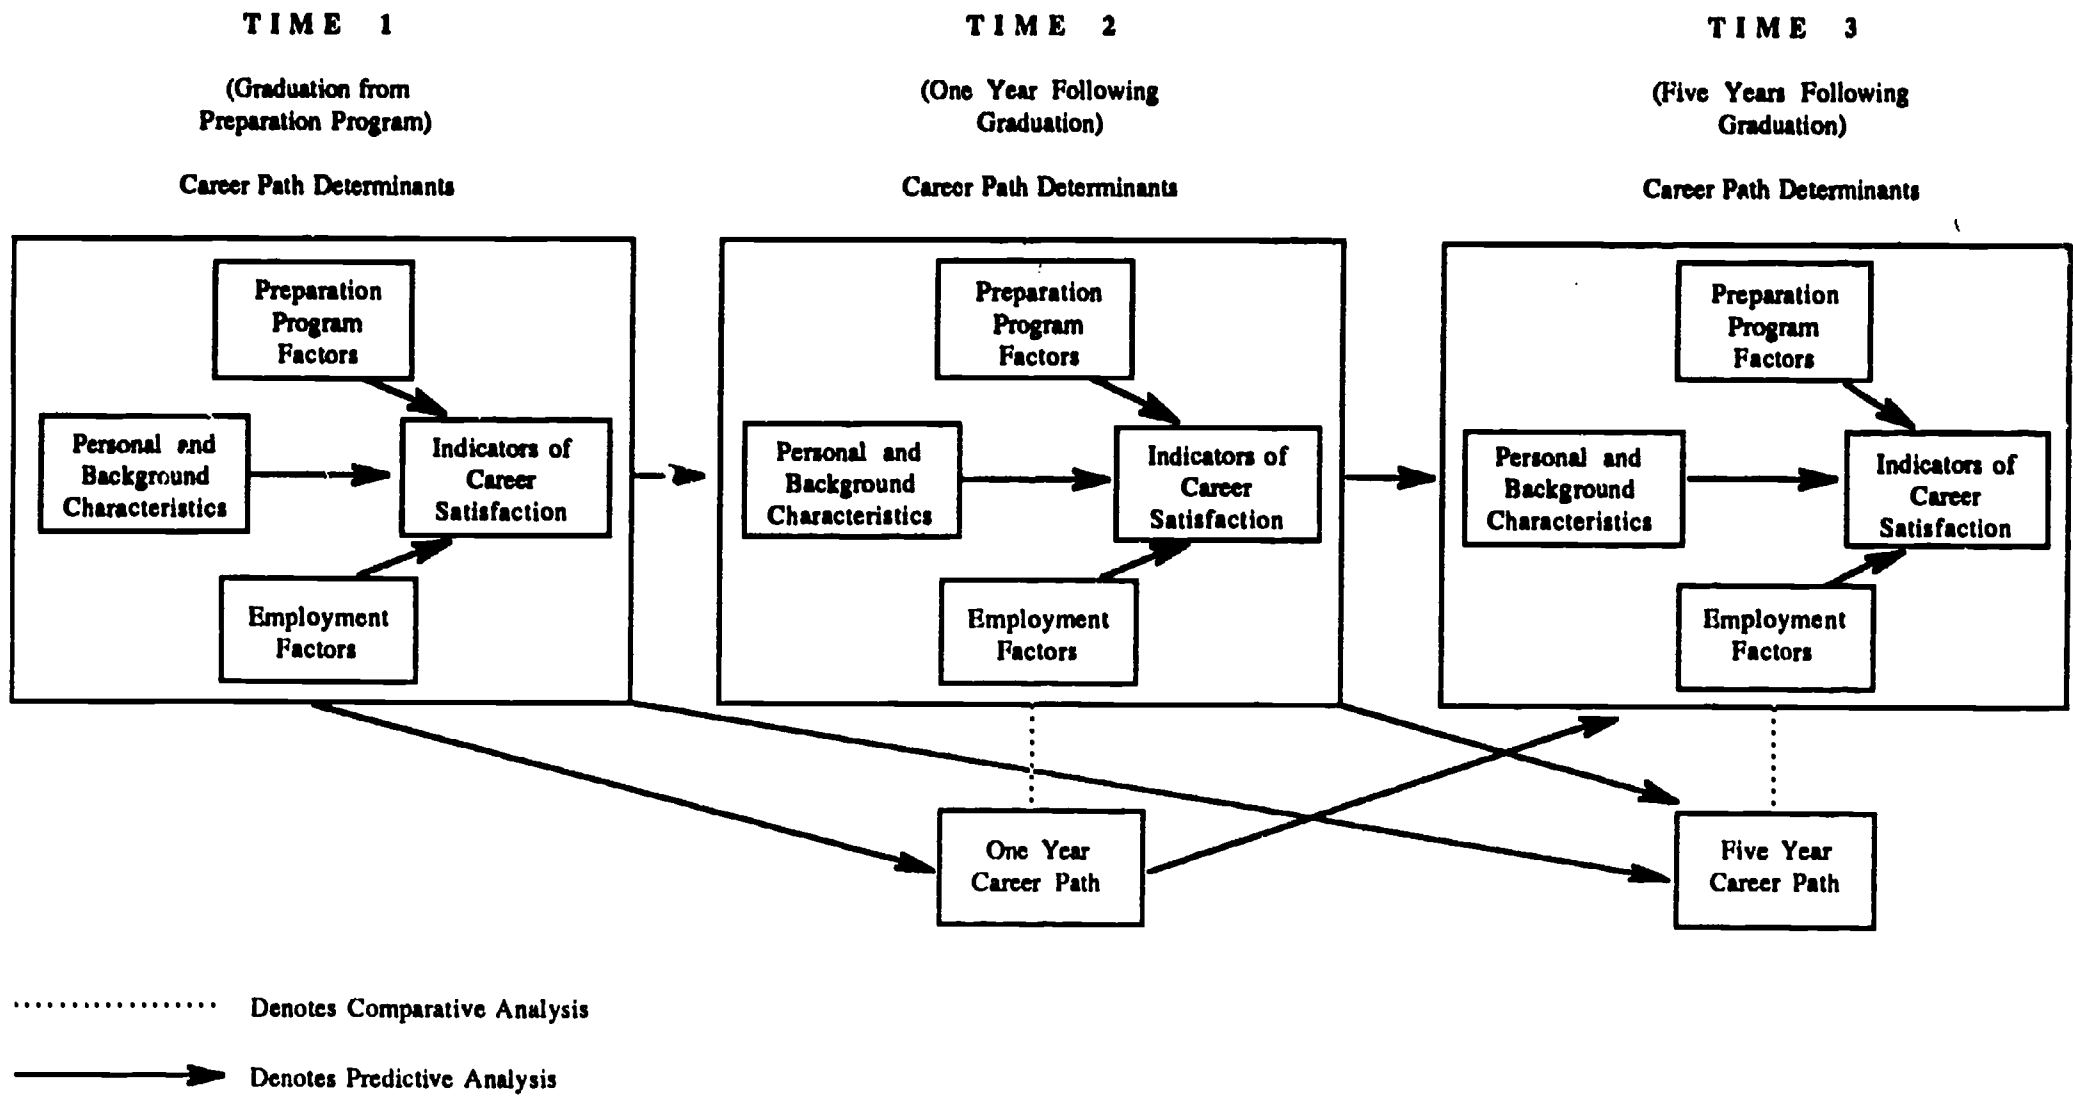 TIME 1
(Graduation from
Preparation Program)
Career Path Determinants
Preparation
Program
Factors
Personal and
Background
Characteristics
Indicators of
Career
Satisfaction
Employment
Factors
TIME 2
(One Year Following
Graduation)
Career Path Determinants
Preparation
Program
Factors
Personal and
Background
Characteristics
Indicators of
Career
Satisfaction
Employment
Factors
TIME 3
(Five Years Following
Graduation)
Career Path Determinants
Preparation
Program
Factors
Personal and
Background
Characteristics
Indicators of
Career
Satisfaction
Employment
Factors
One Year
Career Path
Five Year
Career Path
Denotes Comparative Analysis
Denotes Predictive Analysis